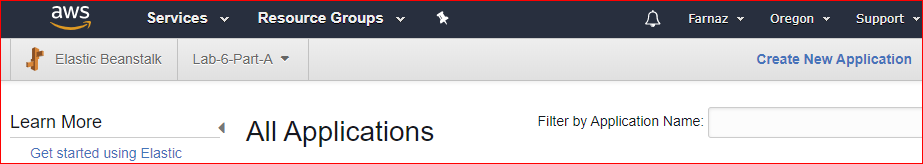 aws Services Resource Groups Farnaz Oregon Support
Elastic Beanstalk Lab-6-Part-A Create New Application
Learn More All Applications Filter by Application Name:
Get started using Elastic